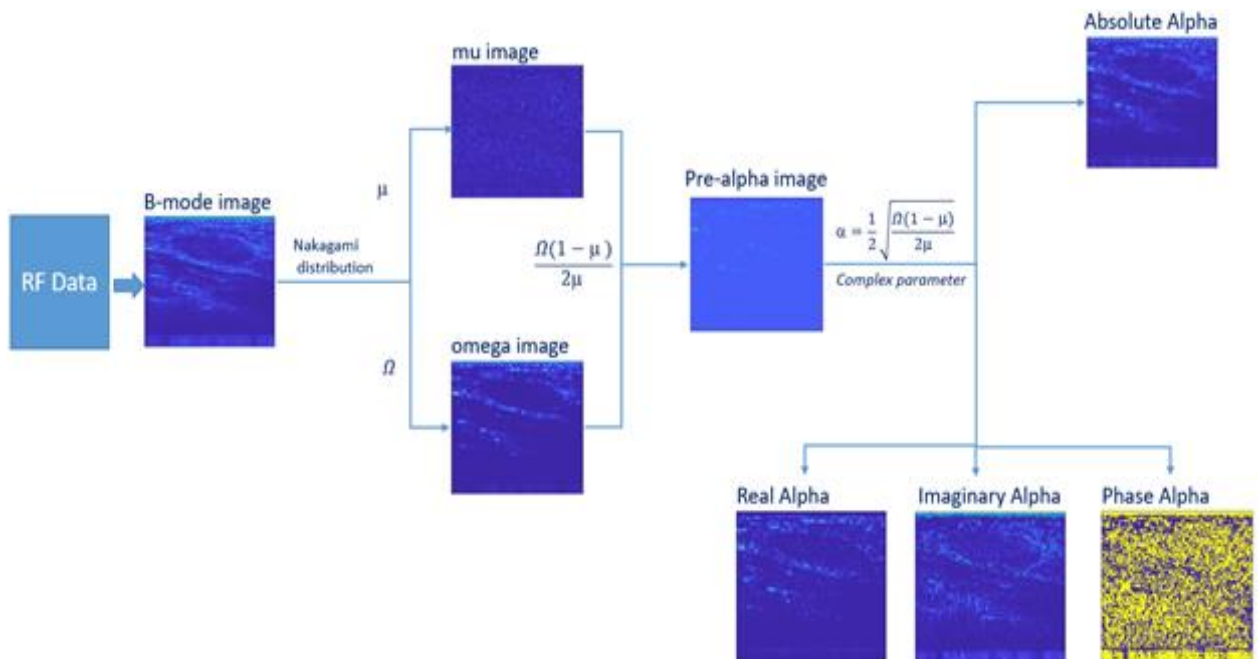 Absolute Alpha
mu image
μ
B-mode image
Nakagami
distribution
RF Data
Ω(1 − μ )
2μ
Pre-alpha image
α = 1/2 √Ω(1 − μ)/2μ
Complex parameter
omega image
Ω
Real Alpha
Imaginary Alpha
Phase Alpha